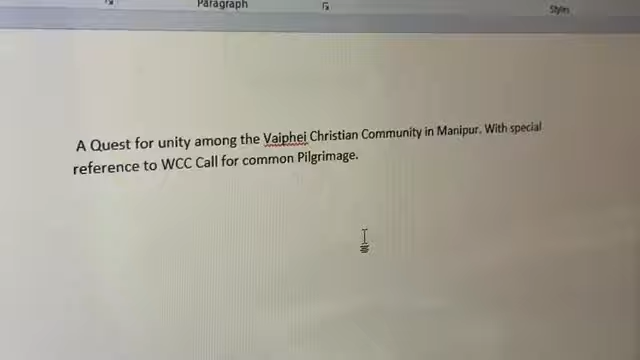 Paragraph
Styles
A Quest for unity among the Vaiphei Christian Community in Manipur. With special
reference to WCC Call for common Pilgrimage.